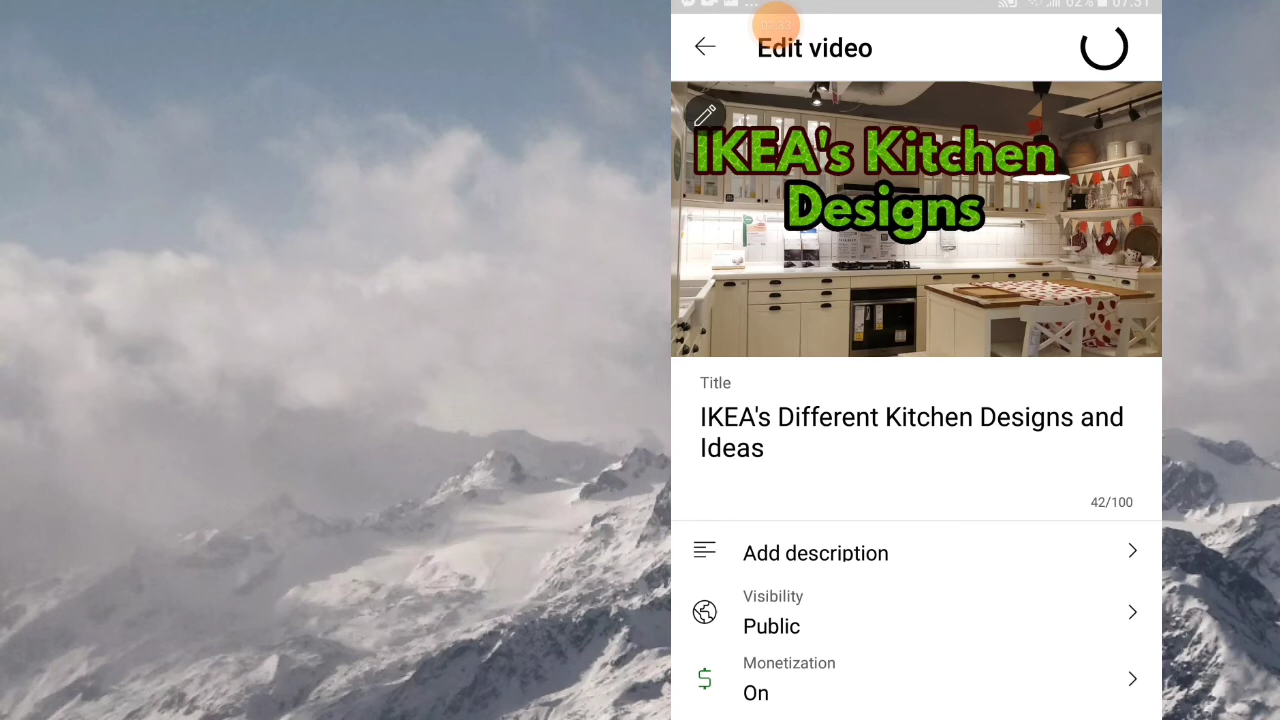 Edit video
IKEA's Kitchen
Designs
Title
IKEA's Different Kitchen Designs and
Ideas
42/100
Add description
Visibility
Public
Monetization
On